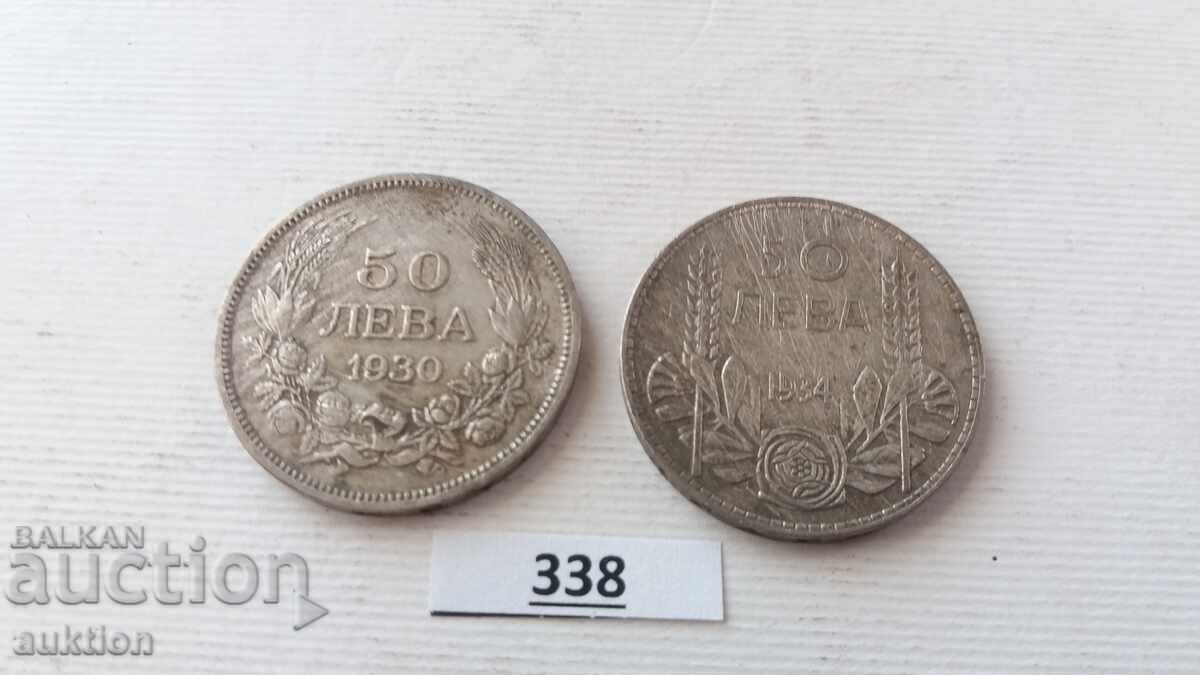 50
ЛЕВА
1930
50
ЛЕВА
1934
338
BALKAN
auction
auktion